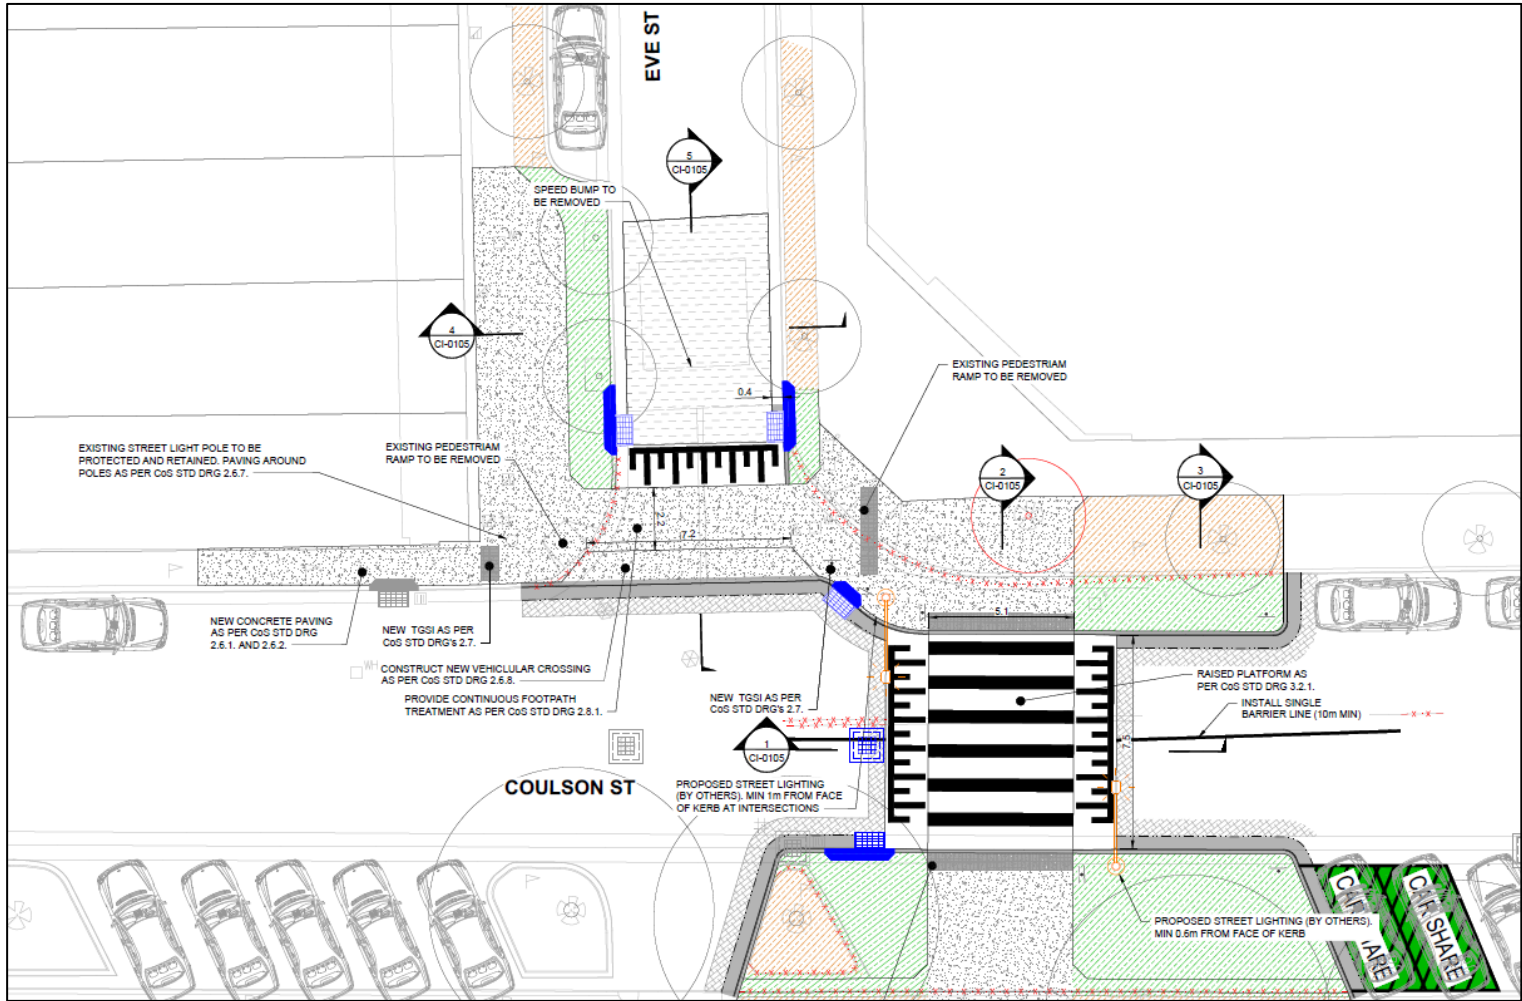 EVE ST
5
CI-0105
SPEED BUMP TO
BE REMOVED
4
CI-0105
0.4
EXISTING PEDESTRIAM
RAMP TO BE REMOVED
EXISTING STREET LIGHT POLE TO BE
PROTECTED AND RETAINED. PAVING AROUND
POLES AS PER CoS STD DRG 2.6.7.
EXISTING PEDESTRIAM
RAMP TO BE REMOVED
2
CI-0105
3
CI-0105
2.2
7.2
5.1
NEW CONCRETE PAVING
AS PER CoS STD DRG
2.6.1. AND 2.6.2.
NEW TGSI AS PER
CoS STD DRG's 2.7.
WH
CONSTRUCT NEW VEHICLULAR CROSSING
AS PER CoS STD DRG 2.6.8.
PROVIDE CONTINUOUS FOOTPATH
TREATMENT AS PER CoS STD DRG 2.8.1.
NEW TGSI AS PER
CoS STD DRG's 2.7.
RAISED PLATFORM AS
PER CoS STD DRG 3.2.1.
INSTALL SINGLE
BARRIER LINE (10m MIN)
7.5
1
CI-0105
COULSON ST
PROPOSED STREET LIGHTING
(BY OTHERS). MIN 1m FROM FACE
OF KERB AT INTERSECTIONS
PROPOSED STREET LIGHTING (BY OTHERS).
MIN 0.6m FROM FACE OF KERB
CAR SHARE
CAR SHARE